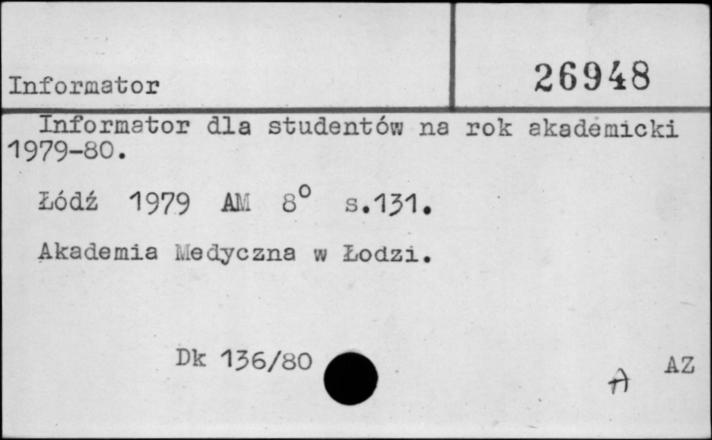 Informator
26948
Informator dla studentów na rok akademicki
1979-80.
Łódź 1979 AM 8° s.131.
Akademia Medyczna w Łodzi.
Dk 136/80
A AZ